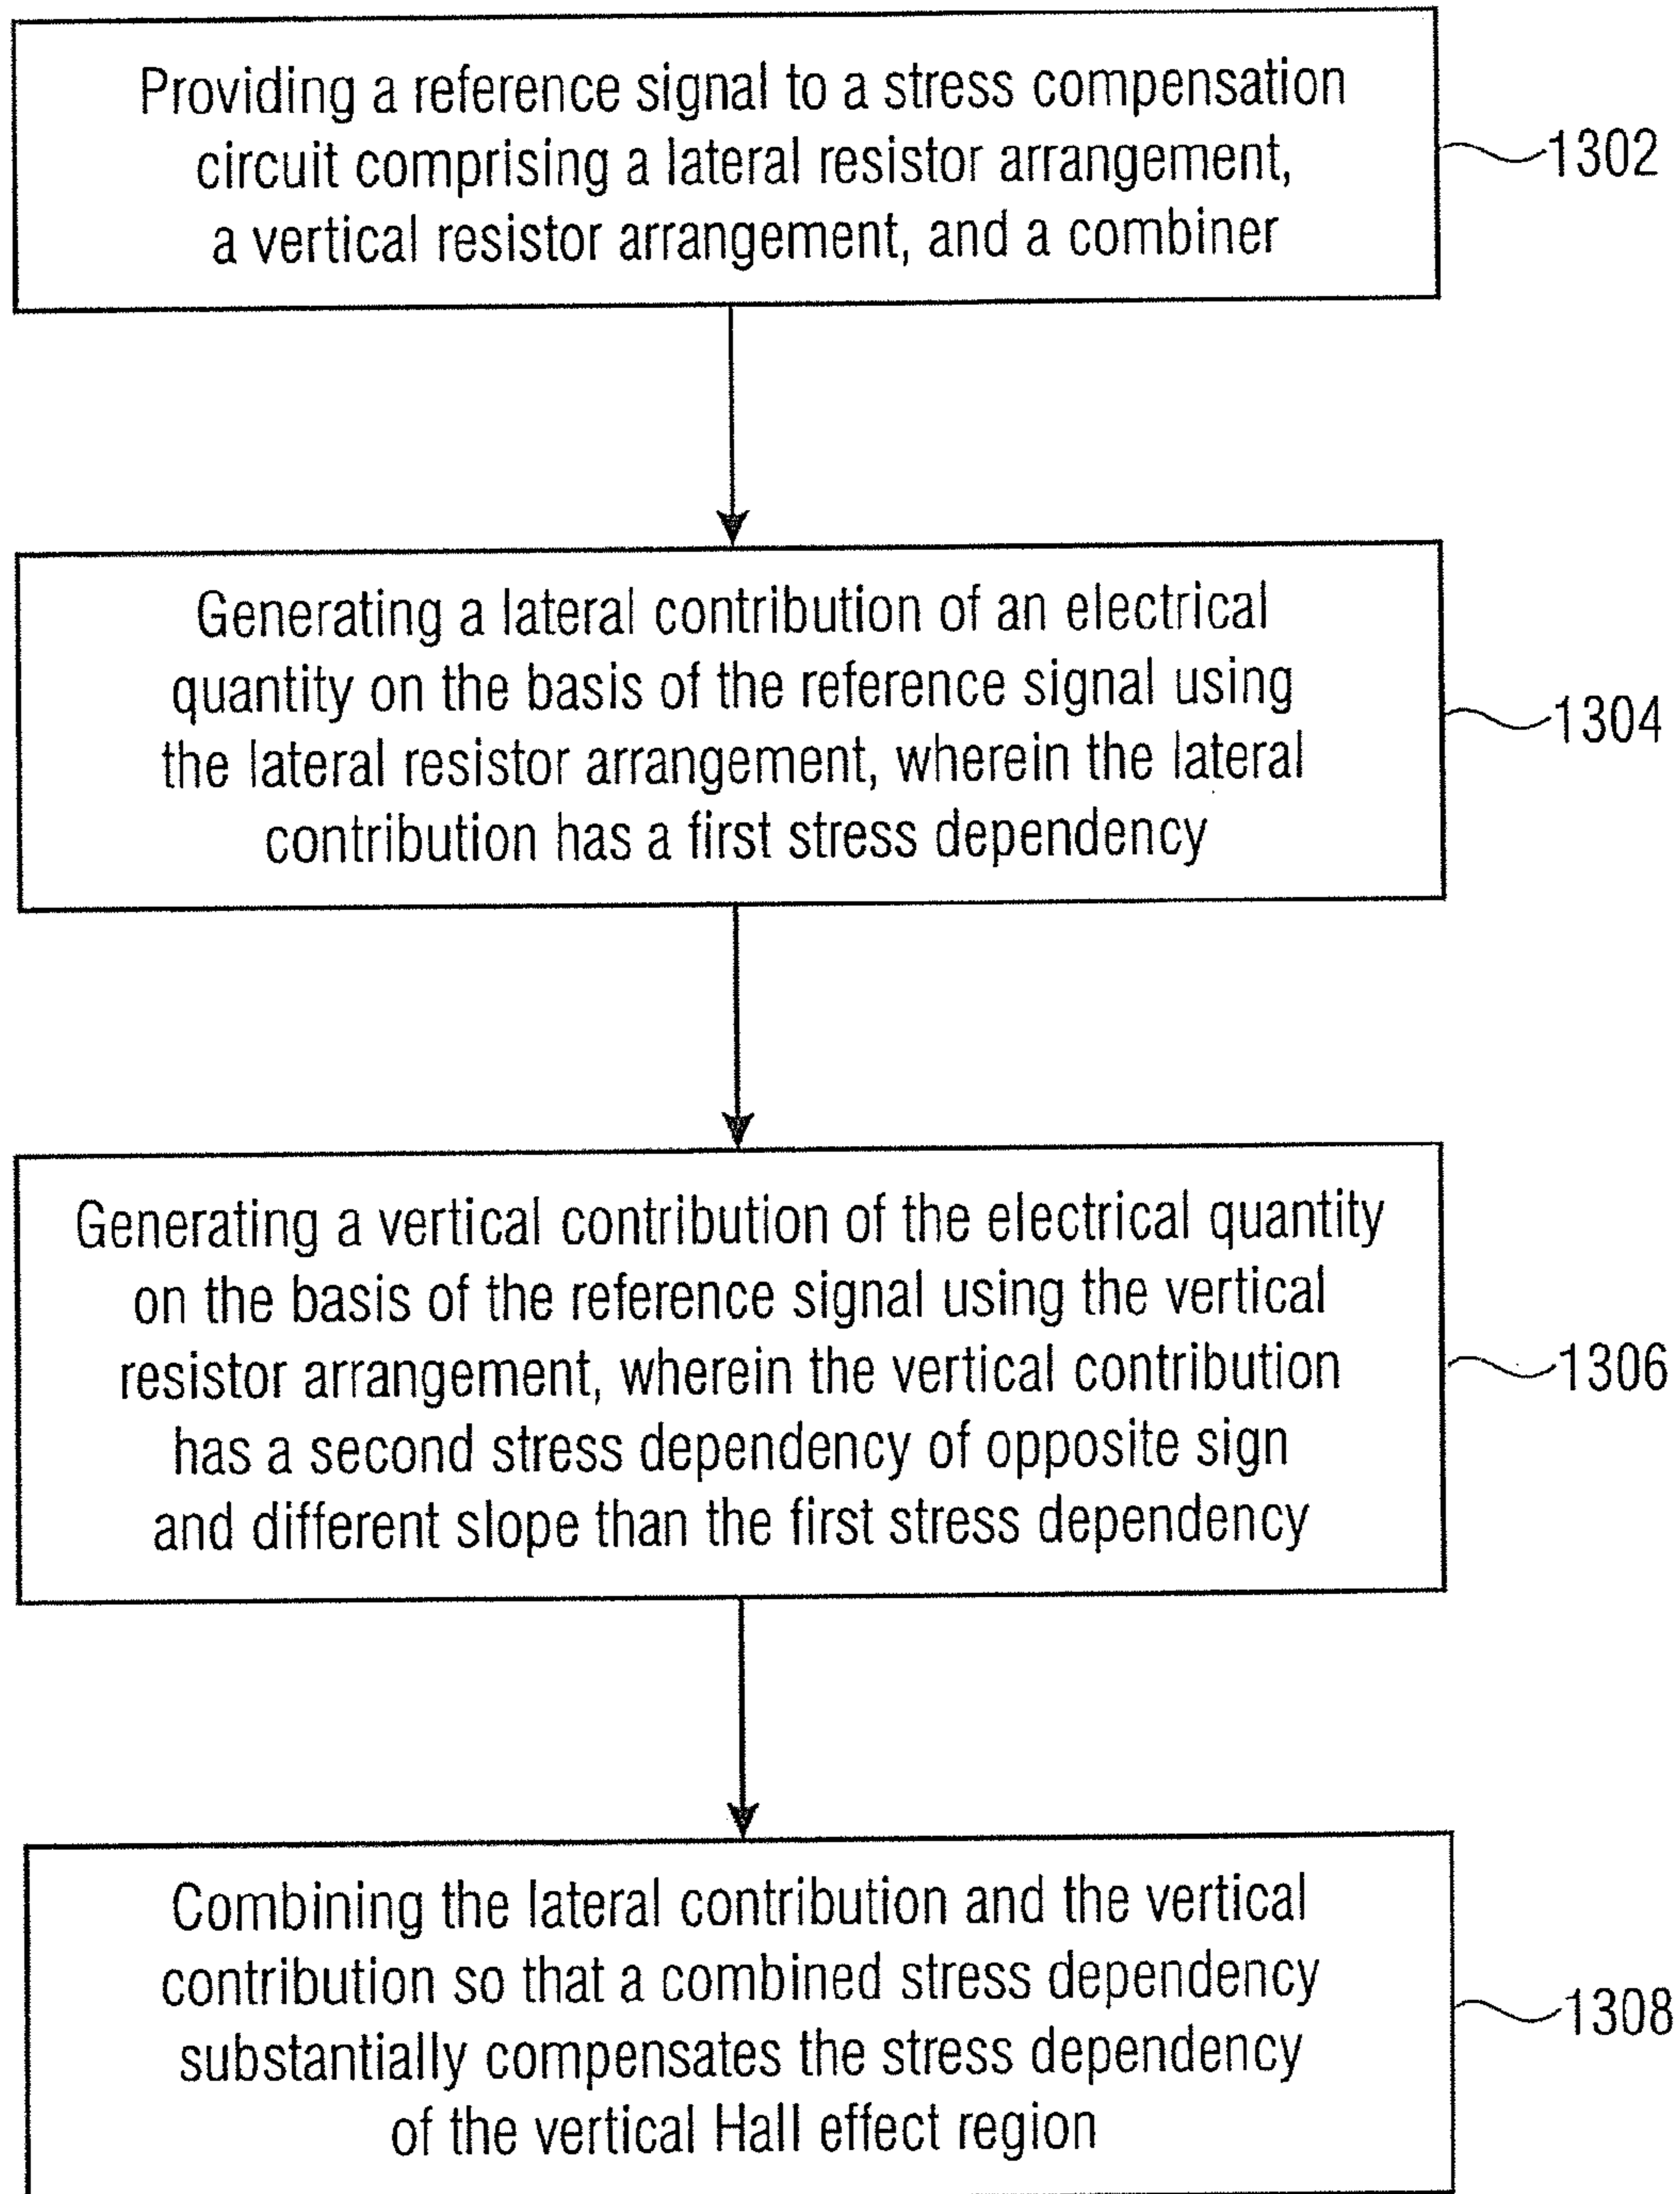 Providing a reference signal to a stress compensation
circuit comprising a lateral resistor arrangement,
a vertical resistor arrangement, and a combiner
1302
Generating a lateral contribution of an electrical
quantity on the basis of the reference signal using
the lateral resistor arrangement, wherein the lateral
contribution has a first stress dependency
1304
Generating a vertical contribution of the electrical quantity
on the basis of the reference signal using the vertical
resistor arrangement, wherein the vertical contribution
has a second stress dependency of opposite sign
and different slope than the first stress dependency
1306
Combining the lateral contribution and the vertical
contribution so that a combined stress dependency
substantially compensates the stress dependency
of the vertical Hall effect region
1308